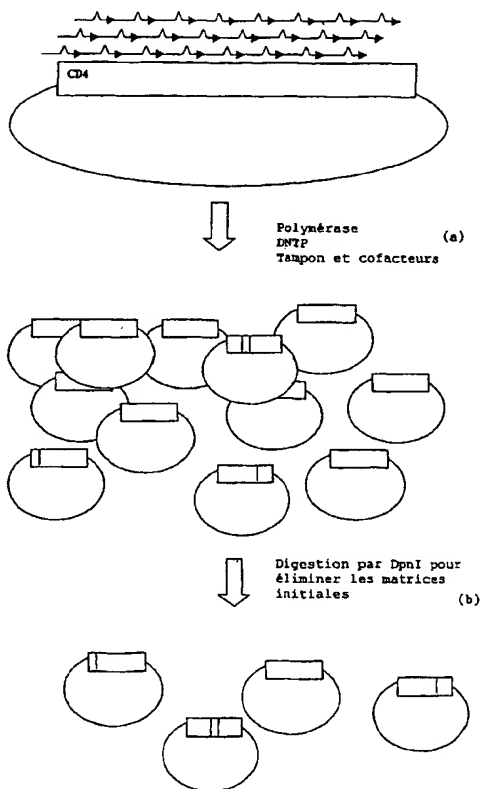 CD4
Polymérase
DNTP
Tampon et cofacteurs
(a)
Digestion par DpnI pour
éliminer les matrices
initiales
(b)